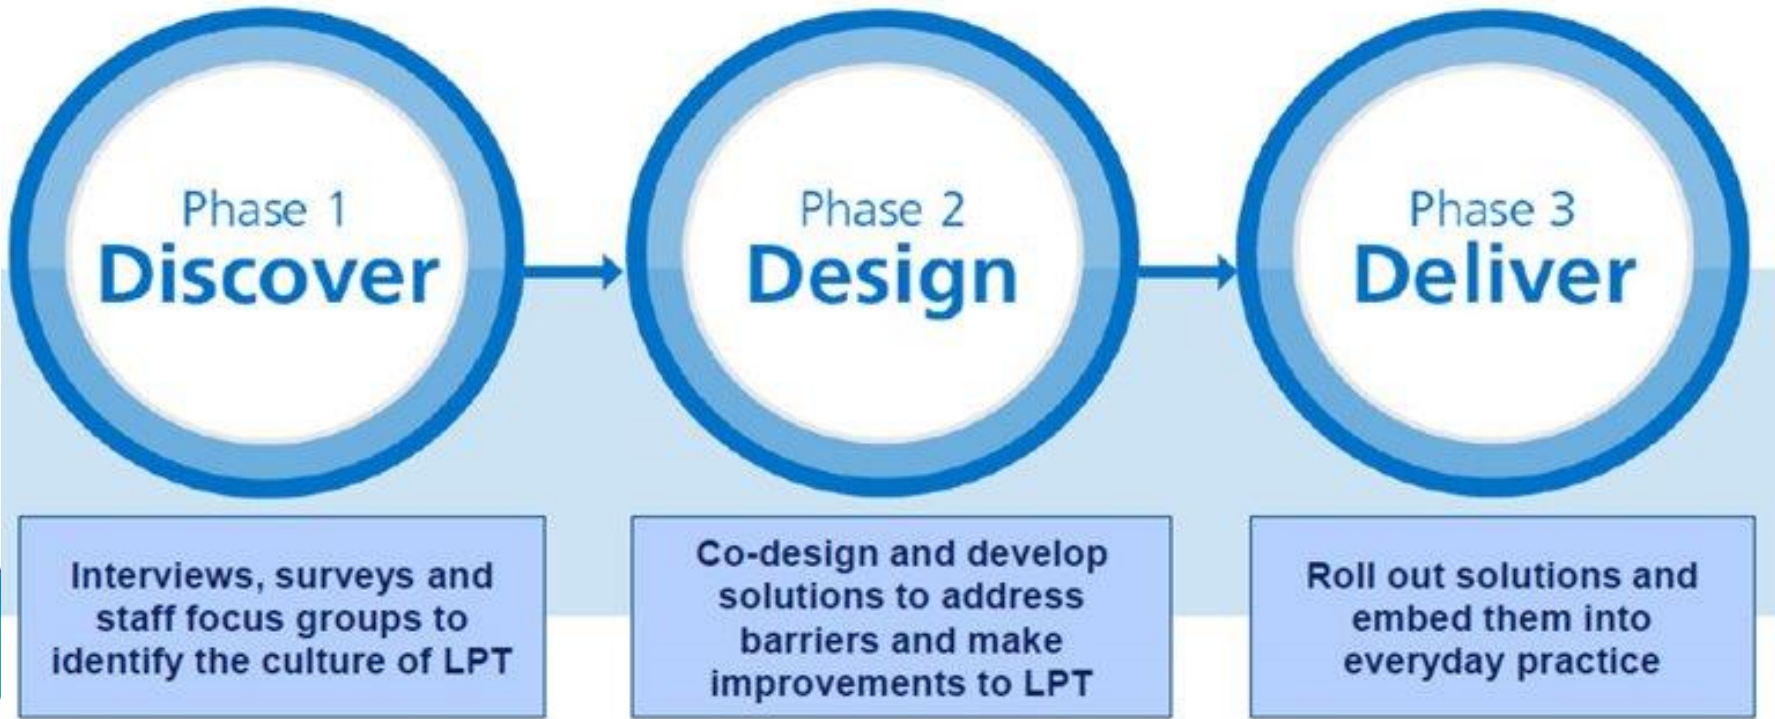 Phase 1
Discover
Phase 2
Design
Phase 3
Deliver
Interviews, surveys and
staff focus groups to
identify the culture of LPT
Co-design and develop
solutions to address
barriers and make
improvements to LPT
Roll out solutions and
embed them into
everyday practice